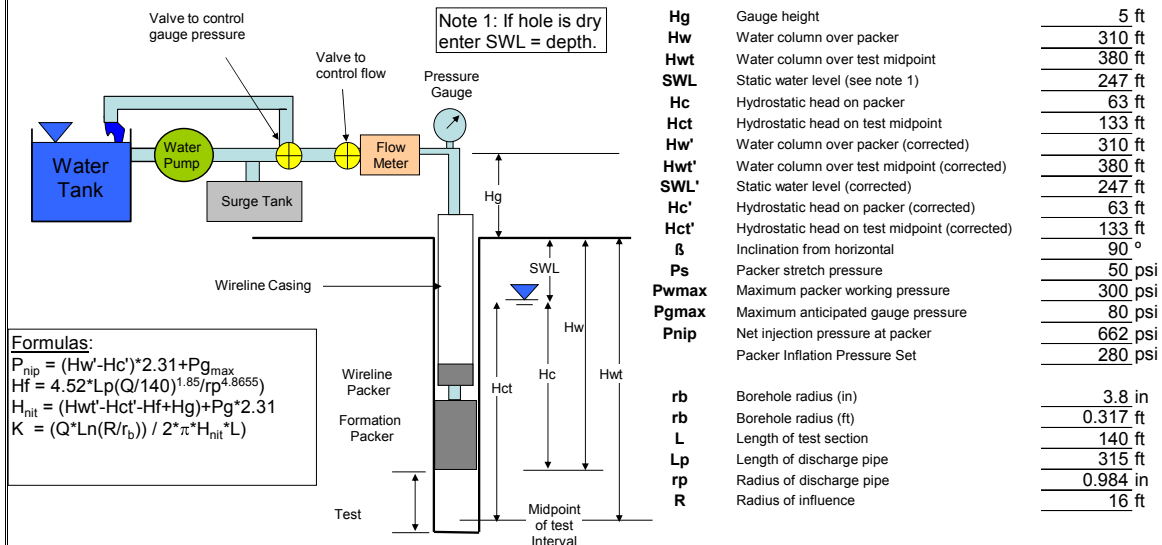 Valve to control
gauge pressure
Note 1: If hole is dry
enter SWL = depth.
Valve to
control flow
Pressure
Gauge
Water
Tank
Water
Pump
Flow
Meter
Surge Tank
Hg
SWL
Wireline Casing
Hw
Hct
Hc
Hwt
Wireline
Packer
Formation
Packer
Test
Midpoint
of test
Interval
Formulas:
P_nip = (Hw'-Hc')*2.31+Pg_max
Hf = 4.52*Lp(Q/140)^1.85/rp^4.8655)
H_nit = (Hwt'-Hct'-Hf+Hg)+Pg*2.31
K = (Q*Ln(R/r_b)) / 2*π*H_nit*L)
Hg Gauge height 5 ft
Hw Water column over packer 310 ft
Hwt Water column over test midpoint 380 ft
SWL Static water level (see note 1) 247 ft
Hc Hydrostatic head on packer 63 ft
Hct Hydrostatic head on test midpoint 133 ft
Hw' Water column over packer (corrected) 310 ft
Hwt' Water column over test midpoint (corrected) 380 ft
SWL' Static water level (corrected) 247 ft
Hc' Hydrostatic head on packer (corrected) 63 ft
Hct' Hydrostatic head on test midpoint (corrected) 133 ft
ß Inclination from horizontal 90 º
Ps Packer stretch pressure 50 psi
Pwmax Maximum packer working pressure 300 psi
Pgmax Maximum anticipated gauge pressure 80 psi
Pnip Net injection pressure at packer 662 psi
Packer Inflation Pressure Set 280 psi
rb Borehole radius (in) 3.8 in
rb Borehole radius (ft) 0.317 ft
L Length of test section 140 ft
Lp Length of discharge pipe 315 ft
rp Radius of discharge pipe 0.984 in
R Radius of influence 16 ft